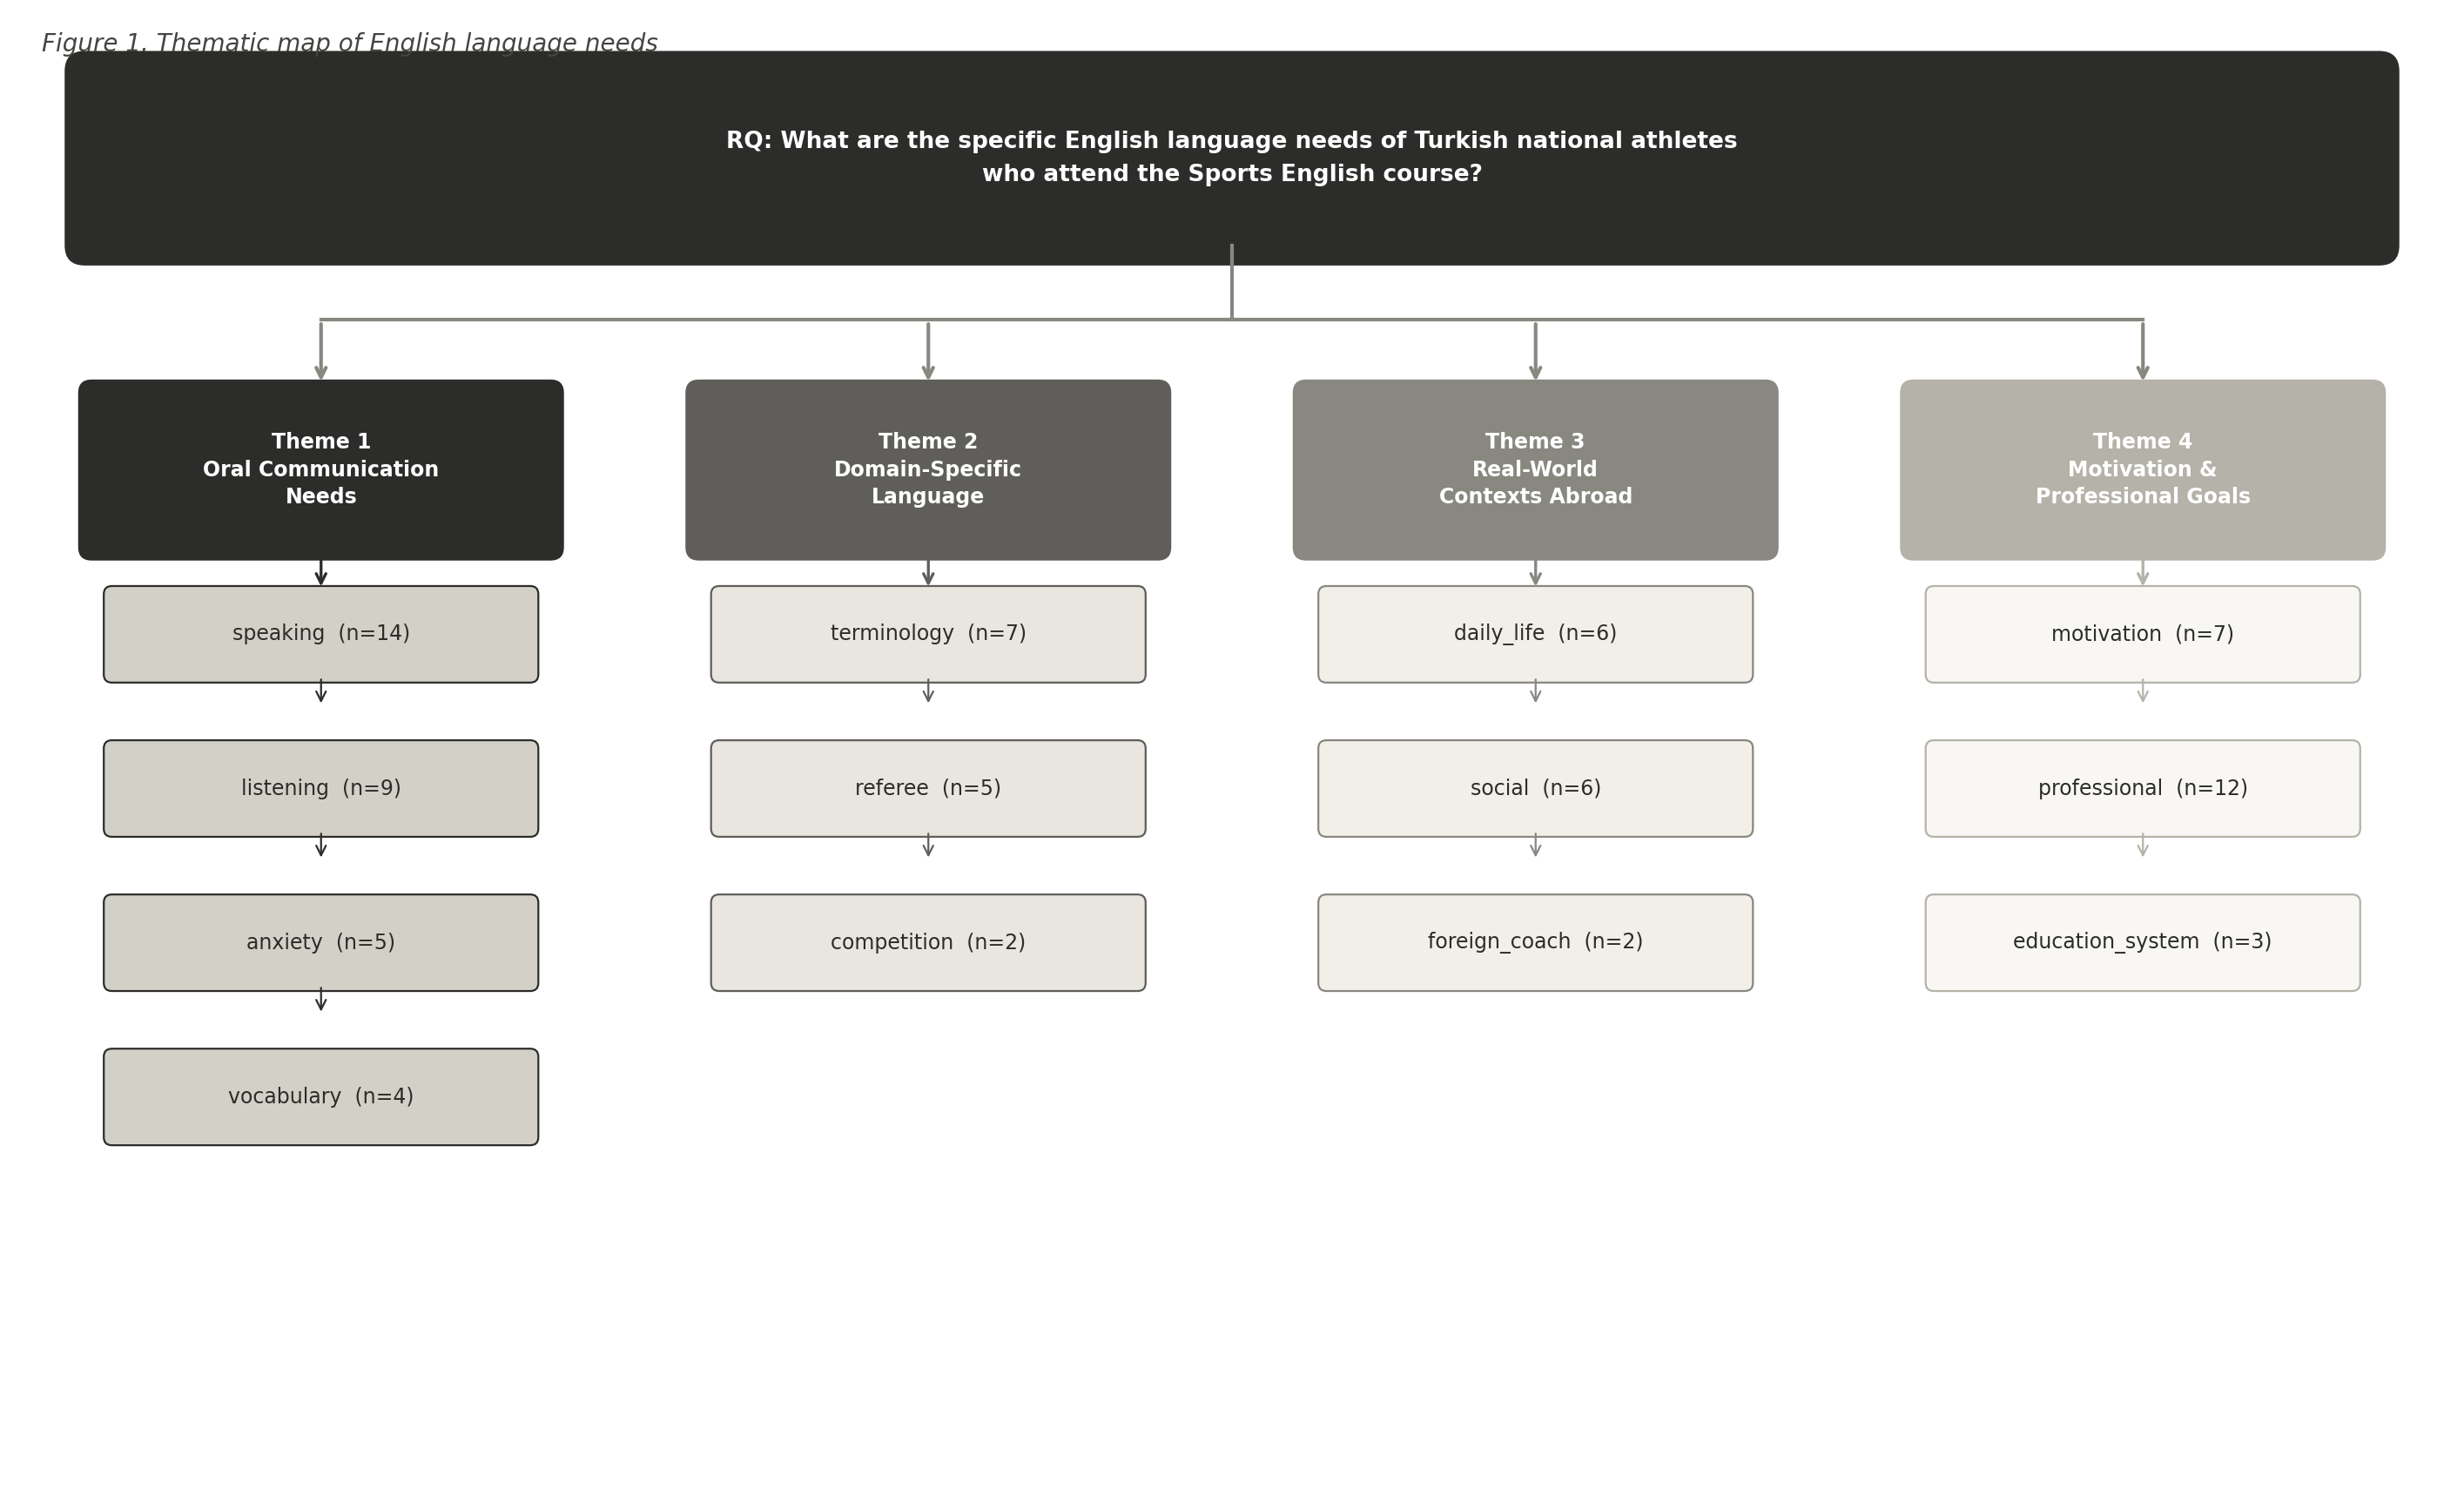 Figure 1. Thematic map of English language needs
RQ: What are the specific English language needs of Turkish national athletes
who attend the Sports English course?
Theme 1
Oral Communication
Needs
speaking (n=14)
listening (n=9)
anxiety (n=5)
vocabulary (n=4)
Theme 2
Domain-Specific
Language
terminology (n=7)
referee (n=5)
competition (n=2)
Theme 3
Real-World
Contexts Abroad
daily_life (n=6)
social (n=6)
foreign_coach (n=2)
Theme 4
Motivation &
Professional Goals
motivation (n=7)
professional (n=12)
education_system (n=3)